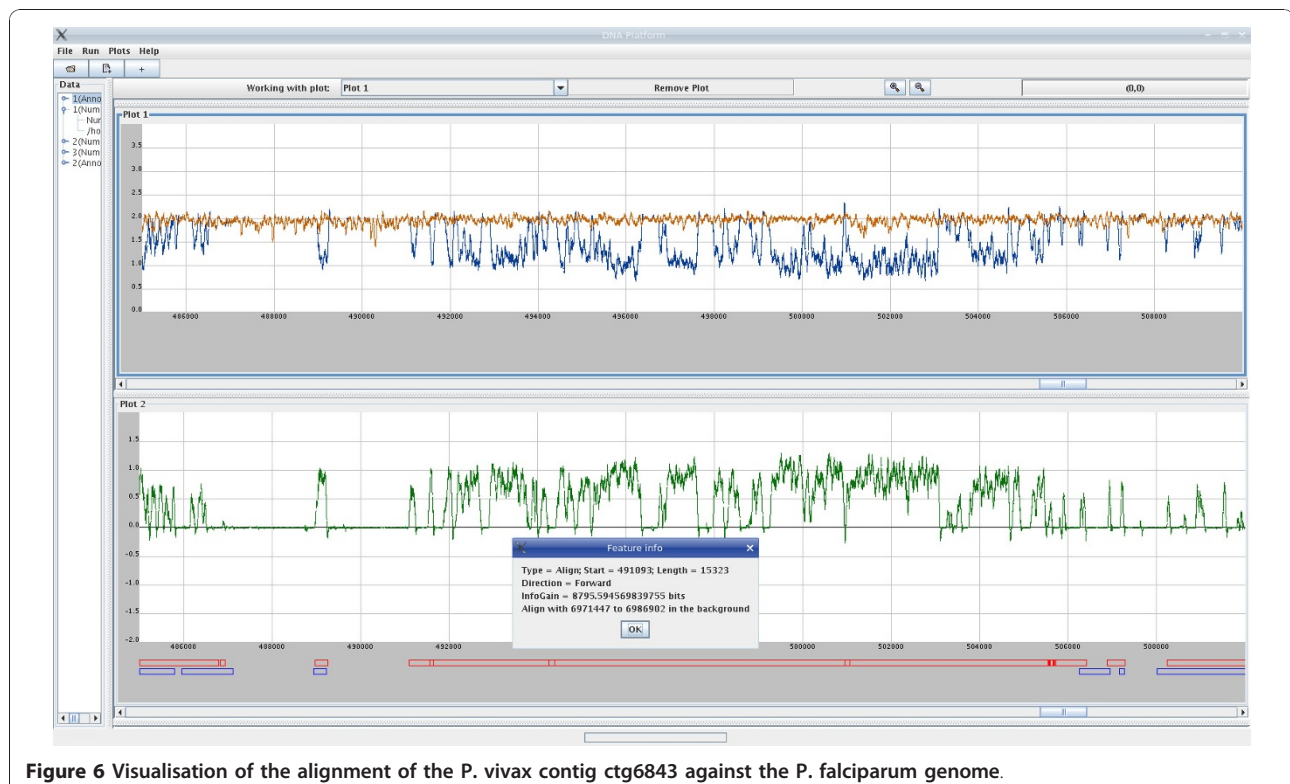 DNA Platform
File Run Plots Help
+
Data
Working with plot: Plot 1 Remove Plot (0,0)
1(Anno
1(Num
Nur
/ho
2(Num
3(Num
2(Anno
Plot 1
3.5
3.0
2.5
2.0
1.5
1.0
0.5
0.0
486000 488000 490000 492000 494000 496000 498000 500000 502000 504000 506000 508000
Plot 2
1.5
1.0
0.5
0.0
-0.5
-1.0
-1.5
-2.0
Feature info
Type = Align; Start = 491093; Length = 15323
Direction = Forward
InfoGain = 8795.594569839755 bits
Align with 6971447 to 6986902 in the background
OK
486000 488000 490000 492000 500000 502000 504000 506000 508000
Figure 6 Visualisation of the alignment of the P. vivax contig ctg6843 against the P. falciparum genome.